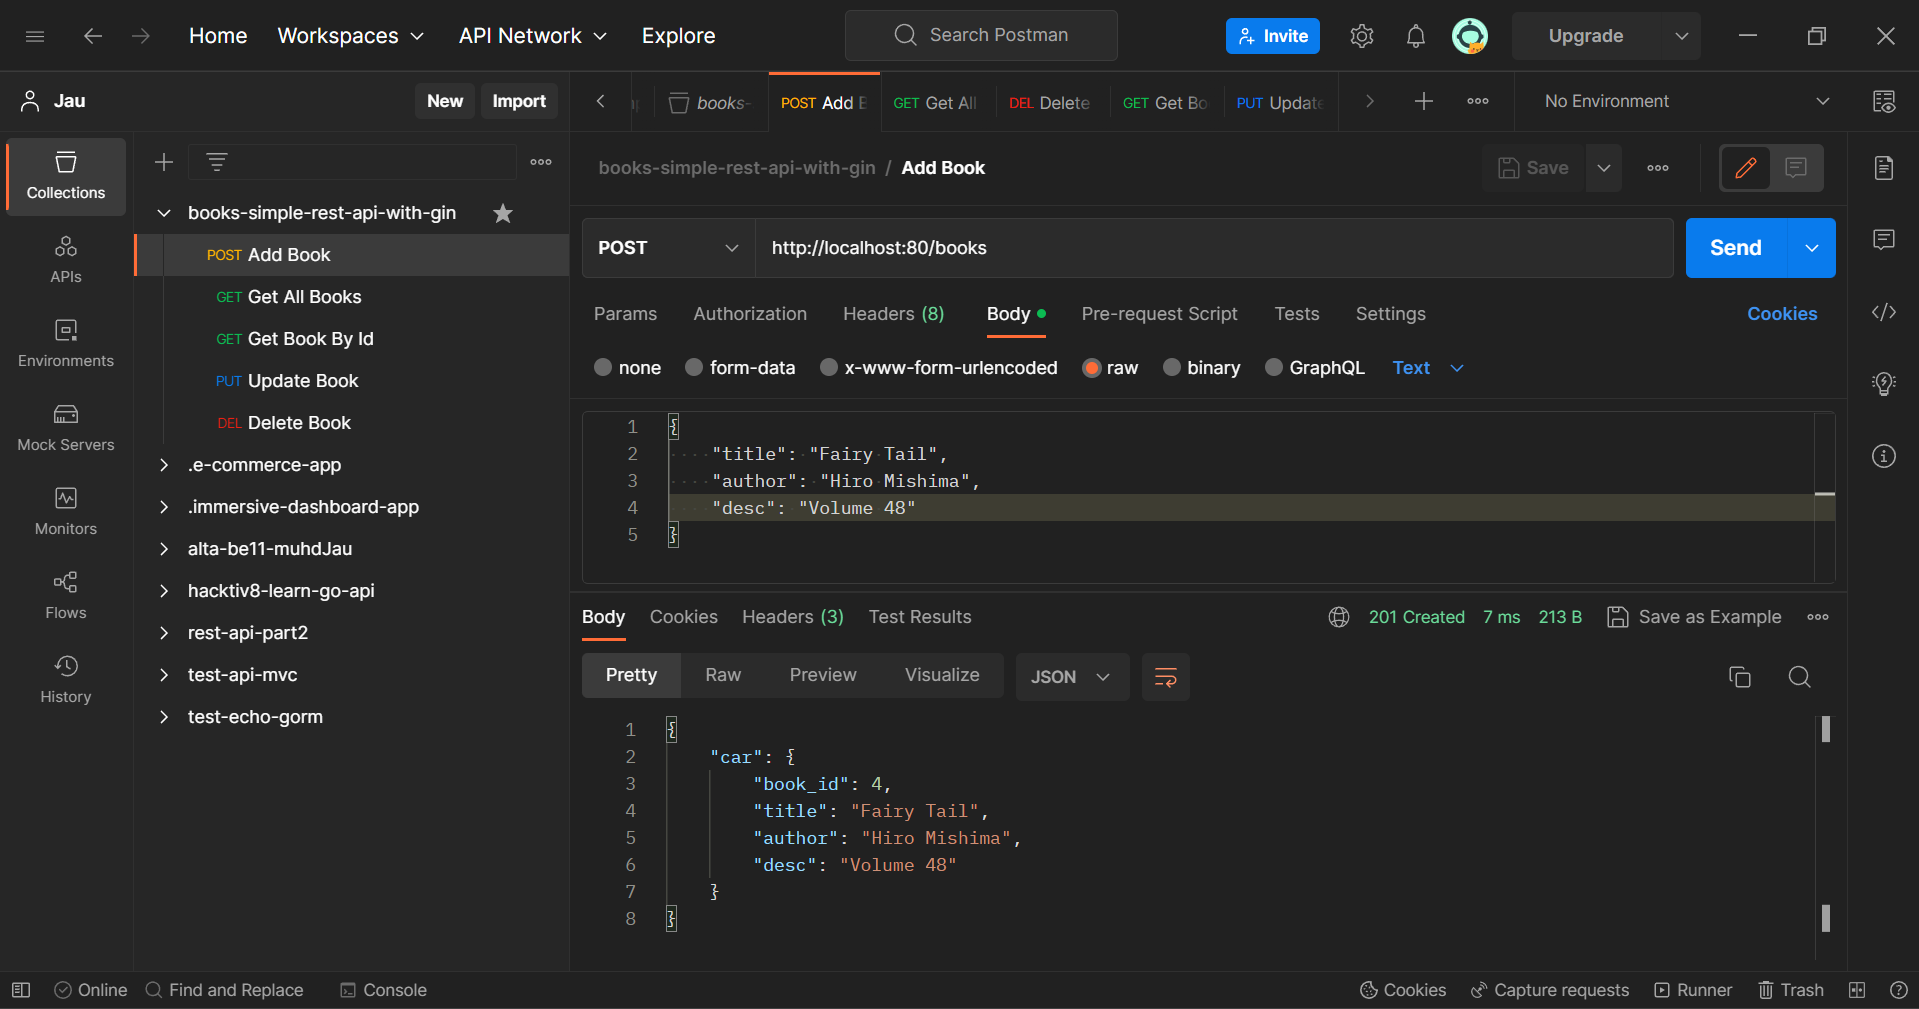 Home Workspaces API Network Explore Search Postman Invite Upgrade
Jau New Import
books- POST Add B GET Get All DEL Delete GET Get Bo PUT Update No Environment
Collections
APIs
Environments
Mock Servers
Monitors
Flows
History
books-simple-rest-api-with-gin
POST Add Book
GET Get All Books
GET Get Book By Id
PUT Update Book
DEL Delete Book
.e-commerce-app
.immersive-dashboard-app
alta-be11-muhdJau
hacktiv8-learn-go-api
rest-api-part2
test-api-mvc
test-echo-gorm
books-simple-rest-api-with-gin / Add Book Save
POST http://localhost:80/books Send
Params Authorization Headers (8) Body Pre-request Script Tests Settings Cookies
none form-data x-www-form-urlencoded raw binary GraphQL Text
1 {
2 "title": "Fairy Tail",
3 "author": "Hiro Mishima",
4 "desc": "Volume 48"
5 }
Body Cookies Headers (3) Test Results 201 Created 7 ms 213 B Save as Example
Pretty Raw Preview Visualize JSON
1 {
2 "car": {
3 "book_id": 4,
4 "title": "Fairy Tail",
5 "author": "Hiro Mishima",
6 "desc": "Volume 48"
7 }
8 }
Online Find and Replace Console Cookies Capture requests Runner Trash